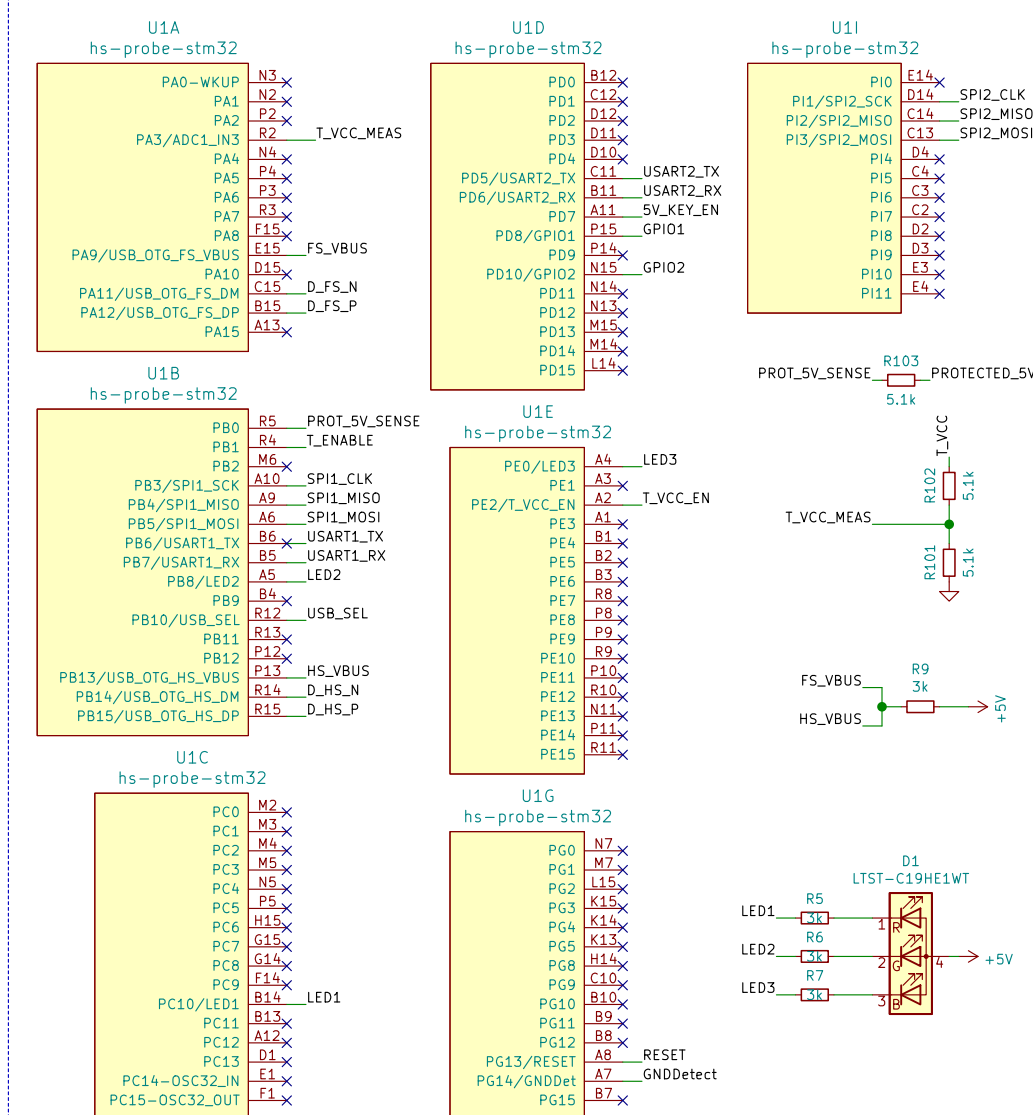 U1A
hs-probe-stm32
PA0-WKUP N3
PA1 N2
PA2 P2
PA3/ADC1_IN3 R2 T_VCC_MEAS
PA4 N4
PA5 P4
PA6 P3
PA7 R3
PA8 F15
PA9/USB_OTG_FS_VBUS E15 FS_VBUS
PA10 D15
PA11/USB_OTG_FS_DM C15 D_FS_N
PA12/USB_OTG_FS_DP B15 D_FS_P
PA15 A13
U1B
hs-probe-stm32
PB0 R5 PROT_5V_SENSE
PB1 R4 T_ENABLE
PB2 M6
PB3/SPI1_SCK A10 SPI1_CLK
PB4/SPI1_MISO A9 SPI1_MISO
PB5/SPI1_MOSI A6 SPI1_MOSI
PB6/USART1_TX B6 USART1_TX
PB7/USART1_RX B5 USART1_RX
PB8/LED2 A5 LED2
PB9 B4
PB10/USB_SEL R12 USB_SEL
PB11 R13
PB12 P12
PB13/USB_OTG_HS_VBUS P13 HS_VBUS
PB14/USB_OTG_HS_DM R14 D_HS_N
PB15/USB_OTG_HS_DP R15 D_HS_P
U1C
hs-probe-stm32
PC0 M2
PC1 M3
PC2 M4
PC3 M5
PC4 N5
PC5 P5
PC6 H15
PC7 G15
PC8 G14
PC9 F14
PC10/LED1 B14 LED1
PC11 B13
PC12 A12
PC13 D1
PC14-OSC32_IN E1
PC15-OSC32_OUT F1
U1D
hs-probe-stm32
PD0 B12
PD1 C12
PD2 D12
PD3 D11
PD4 D10
PD5/USART2_TX C11 USART2_TX
PD6/USART2_RX B11 USART2_RX
PD7 A11 5V_KEY_EN
PD8/GPIO1 P15 GPIO1
PD9 P14
PD10/GPIO2 N15 GPIO2
PD11 N14
PD12 N13
PD13 M15
PD14 M14
PD15 L14
U1E
hs-probe-stm32
PE0/LED3 A4 LED3
PE1 A3
PE2/T_VCC_EN A2 T_VCC_EN
PE3 A1
PE4 B1
PE5 B2
PE6 B3
PE7 R8
PE8 P8
PE9 P9
PE10 R9
PE11 P10
PE12 R10
PE13 N11
PE14 P11
PE15 R11
U1G
hs-probe-stm32
PG0 N7
PG1 M7
PG2 L15
PG3 K15
PG4 K14
PG5 K13
PG8 H14
PG9 C10
PG10 B10
PG11 B9
PG12 B8
PG13/RESET A8 RESET
PG14/GNDDet A7 GNDDetect
PG15 B7
U1I
hs-probe-stm32
PI0 E14
PI1/SPI2_SCK D14 SPI2_CLK
PI2/SPI2_MISO C14 SPI2_MISO
PI3/SPI2_MOSI C13 SPI2_MOSI
PI4 D4
PI5 C4
PI6 C3
PI7 C2
PI8 D2
PI9 D3
PI10 E3
PI11 E4
R103
PROT_5V_SENSE PROTECTED_5V
5.1k
T_VCC
R102 5.1k
T_VCC_MEAS
R101 5.1k
R9
FS_VBUS 3k
HS_VBUS +5V
D1
LTST-C19HE1WT
R5
LED1 3k 1 R
R6
LED2 3k 2 G 4 +5V
R7
LED3 3k 3 B